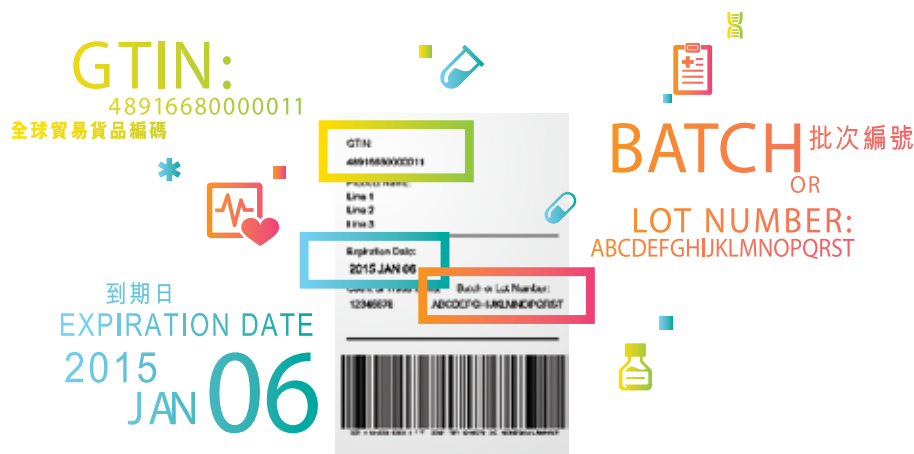 GTIN:
48916680000011
全球貿易貨品編碼
GTIN:
48916680000011
Product Name:
Line 1
Line 2
Line 3
Expiration Date:
2015 JAN 06
Batch or Lot Number:
12345678 ABCDEFGHIJKLMNOPQRST
BATCH 批次編號
OR
LOT NUMBER:
ABCDEFGHIJKLMNOPQRST
到期日
EXPIRATION DATE
2015
JAN 06